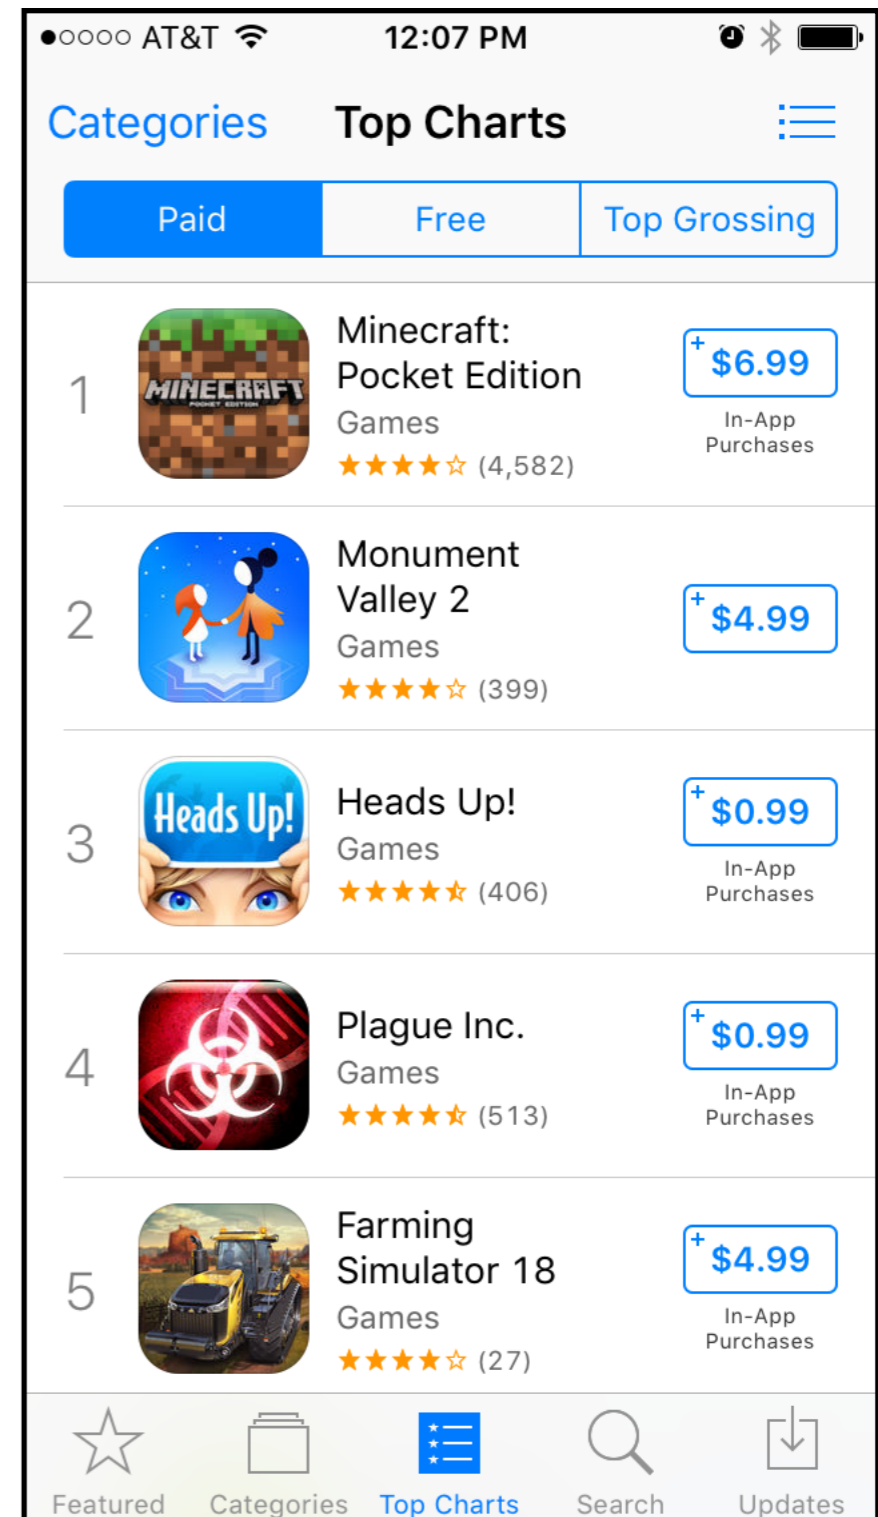 AT&T 12:07 PM
Categories Top Charts
Paid Free Top Grossing
1
MINECRAFT
POCKET EDITION
Minecraft:
Pocket Edition
Games
(4,582)
+ $6.99
In-App
Purchases
2
Monument
Valley 2
Games
(399)
+ $4.99
3
Heads Up!
Heads Up!
Games
(406)
+ $0.99
In-App
Purchases
4
Plague Inc.
Games
(513)
+ $0.99
In-App
Purchases
5
Farming
Simulator 18
Games
(27)
+ $4.99
In-App
Purchases
Featured Categories Top Charts Search Updates